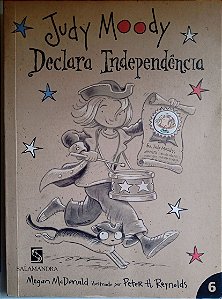 Judy Moody
Declara Independência
SALAMANDRA
Megan McDonald ilustrado por Peter H. Reynolds
6